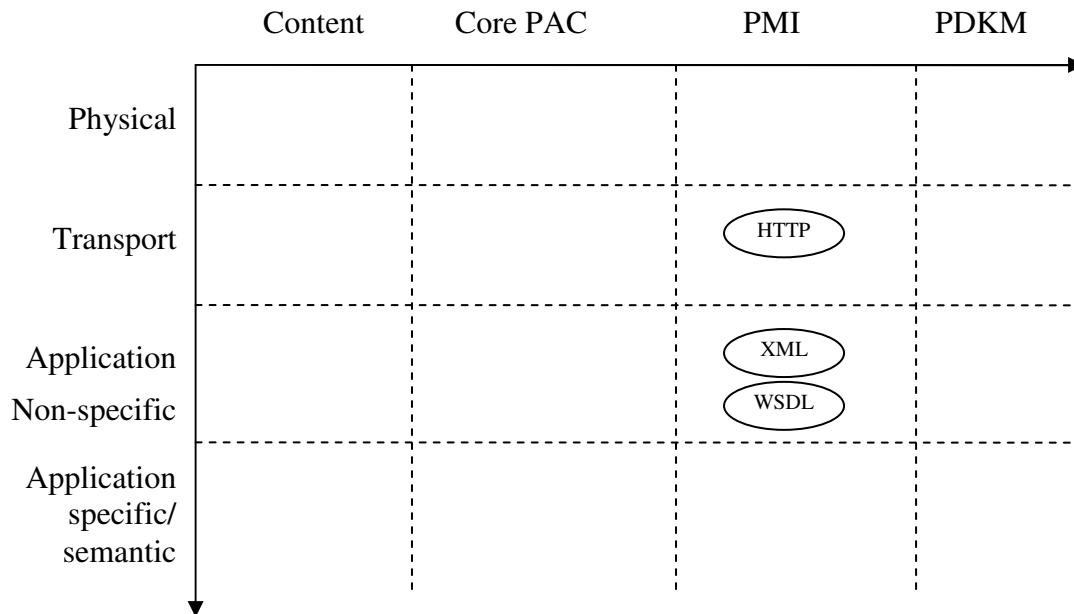 Content Core PAC PMI PDKM
Physical
Transport
HTTP
Application
XML
Non-specific
WSDL
Application
specific/
semantic